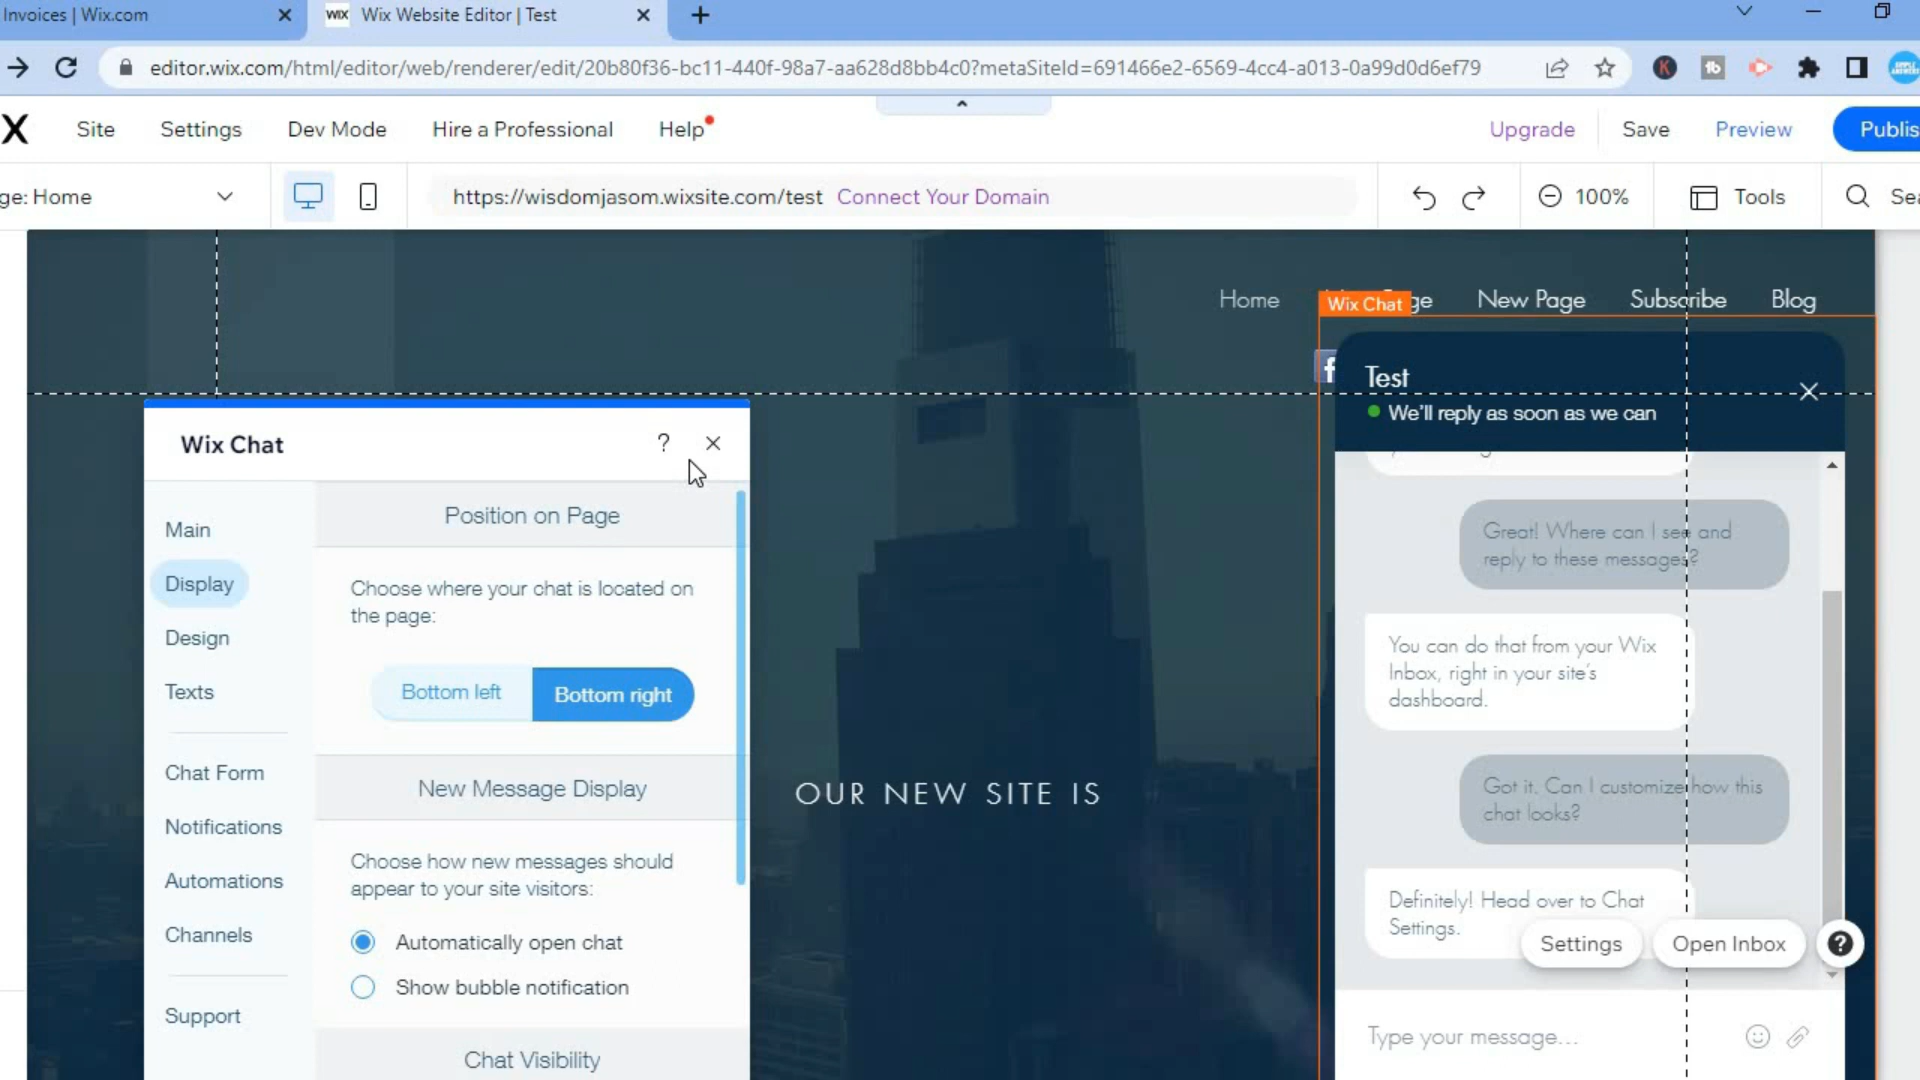 Invoices | Wix.com
WIX Wix Website Editor | Test
editor.wix.com/html/editor/web/renderer/edit/20b80f36-bc11-440f-98a7-aa628d8bb4c0?metaSiteId=691466e2-6569-4cc4-a013-0a99d0d6ef79
X Site Settings Dev Mode Hire a Professional Help Upgrade Save Preview Publis
ge: Home https://wisdomjasom.wixsite.com/test Connect Your Domain 100% Tools Sea
Home ge New Page Subscribe Blog
Wix Chat
Test
We'll reply as soon as we can
Wix Chat ?
Main
Display
Design
Texts
Chat Form
Notifications
Automations
Channels
Support
Position on Page
Choose where your chat is located on
the page:
Bottom left Bottom right
New Message Display
Choose how new messages should
appear to your site visitors:
Automatically open chat
Show bubble notification
Chat Visibility
OUR NEW SITE IS
Great! Where can I see and
reply to these messages?
You can do that from your Wix
Inbox, right in your site's
dashboard.
Got it. Can I customize how this
chat looks?
Definitely! Head over to Chat
Settings.
Settings Open Inbox ?
Type your message...